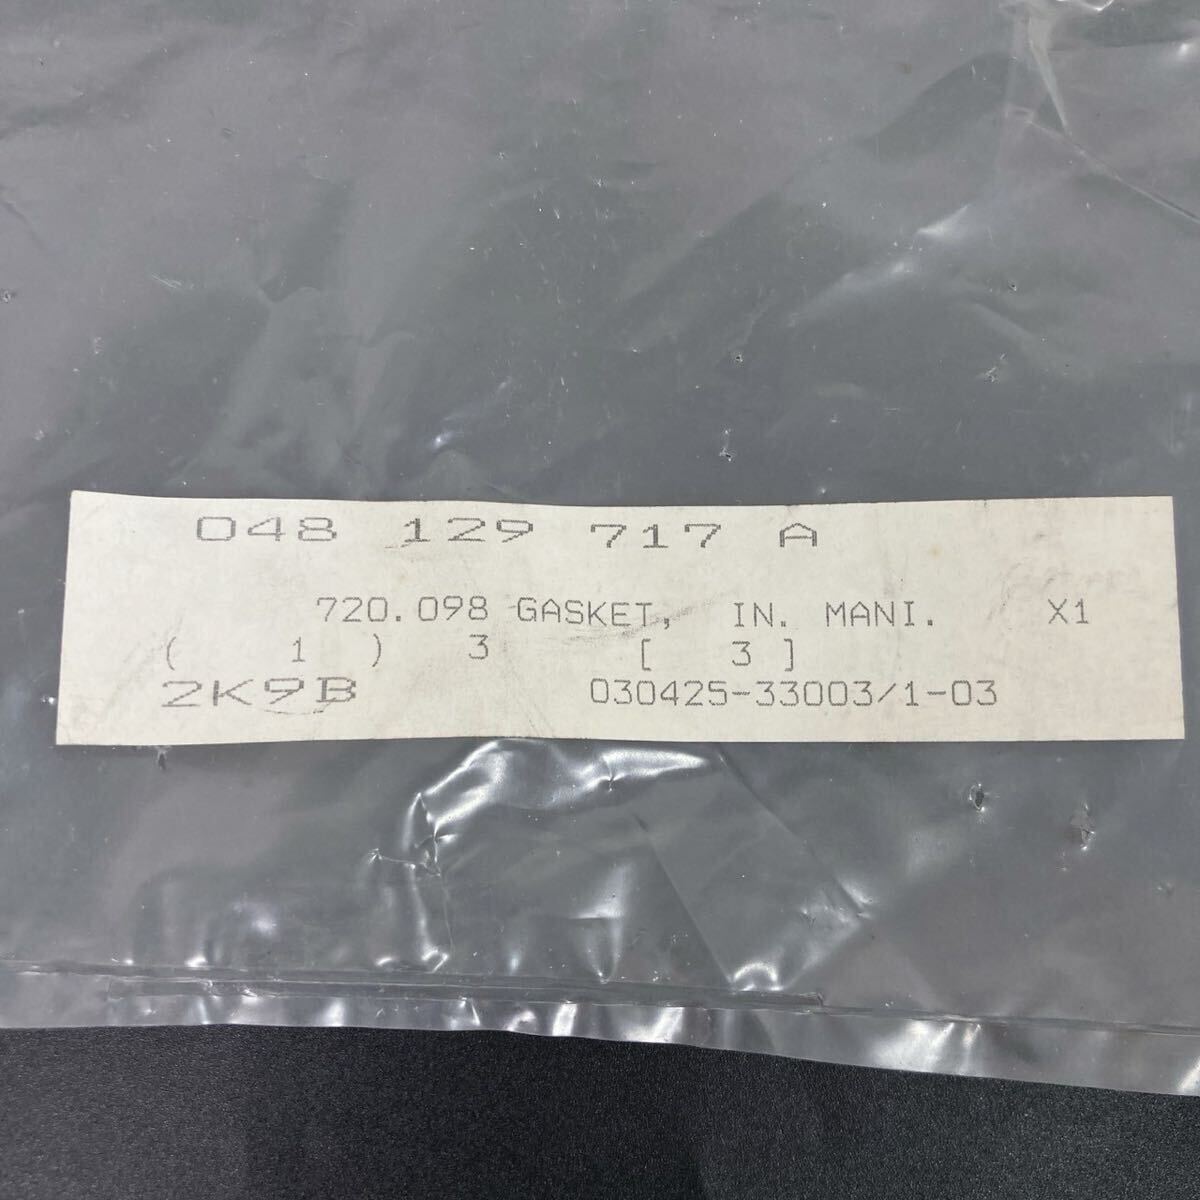 048 129 717 A
720.098 GASKET, IN. MANI. X1
( 1 ) 3 [ 3 ]
2K9B 030425-33003/1-03